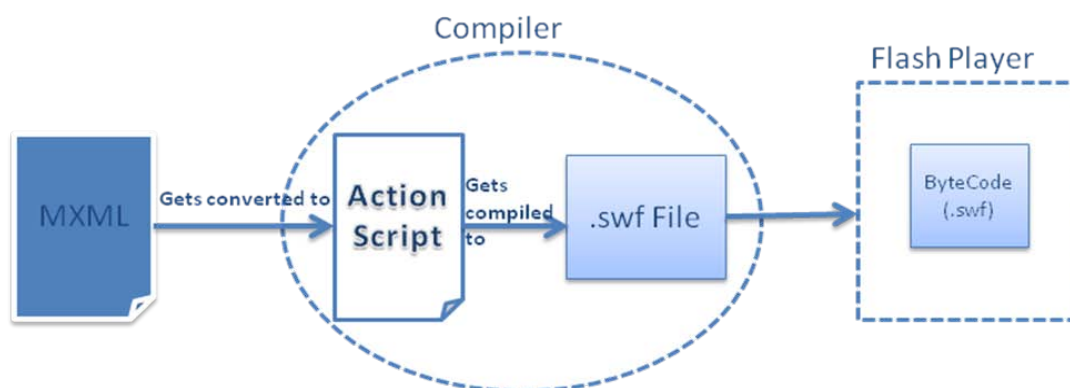 Compiler
Flash Player
MXML
Gets converted to
Action
Script
Gets
compiled
to
.swf File
ByteCode
(.swf)